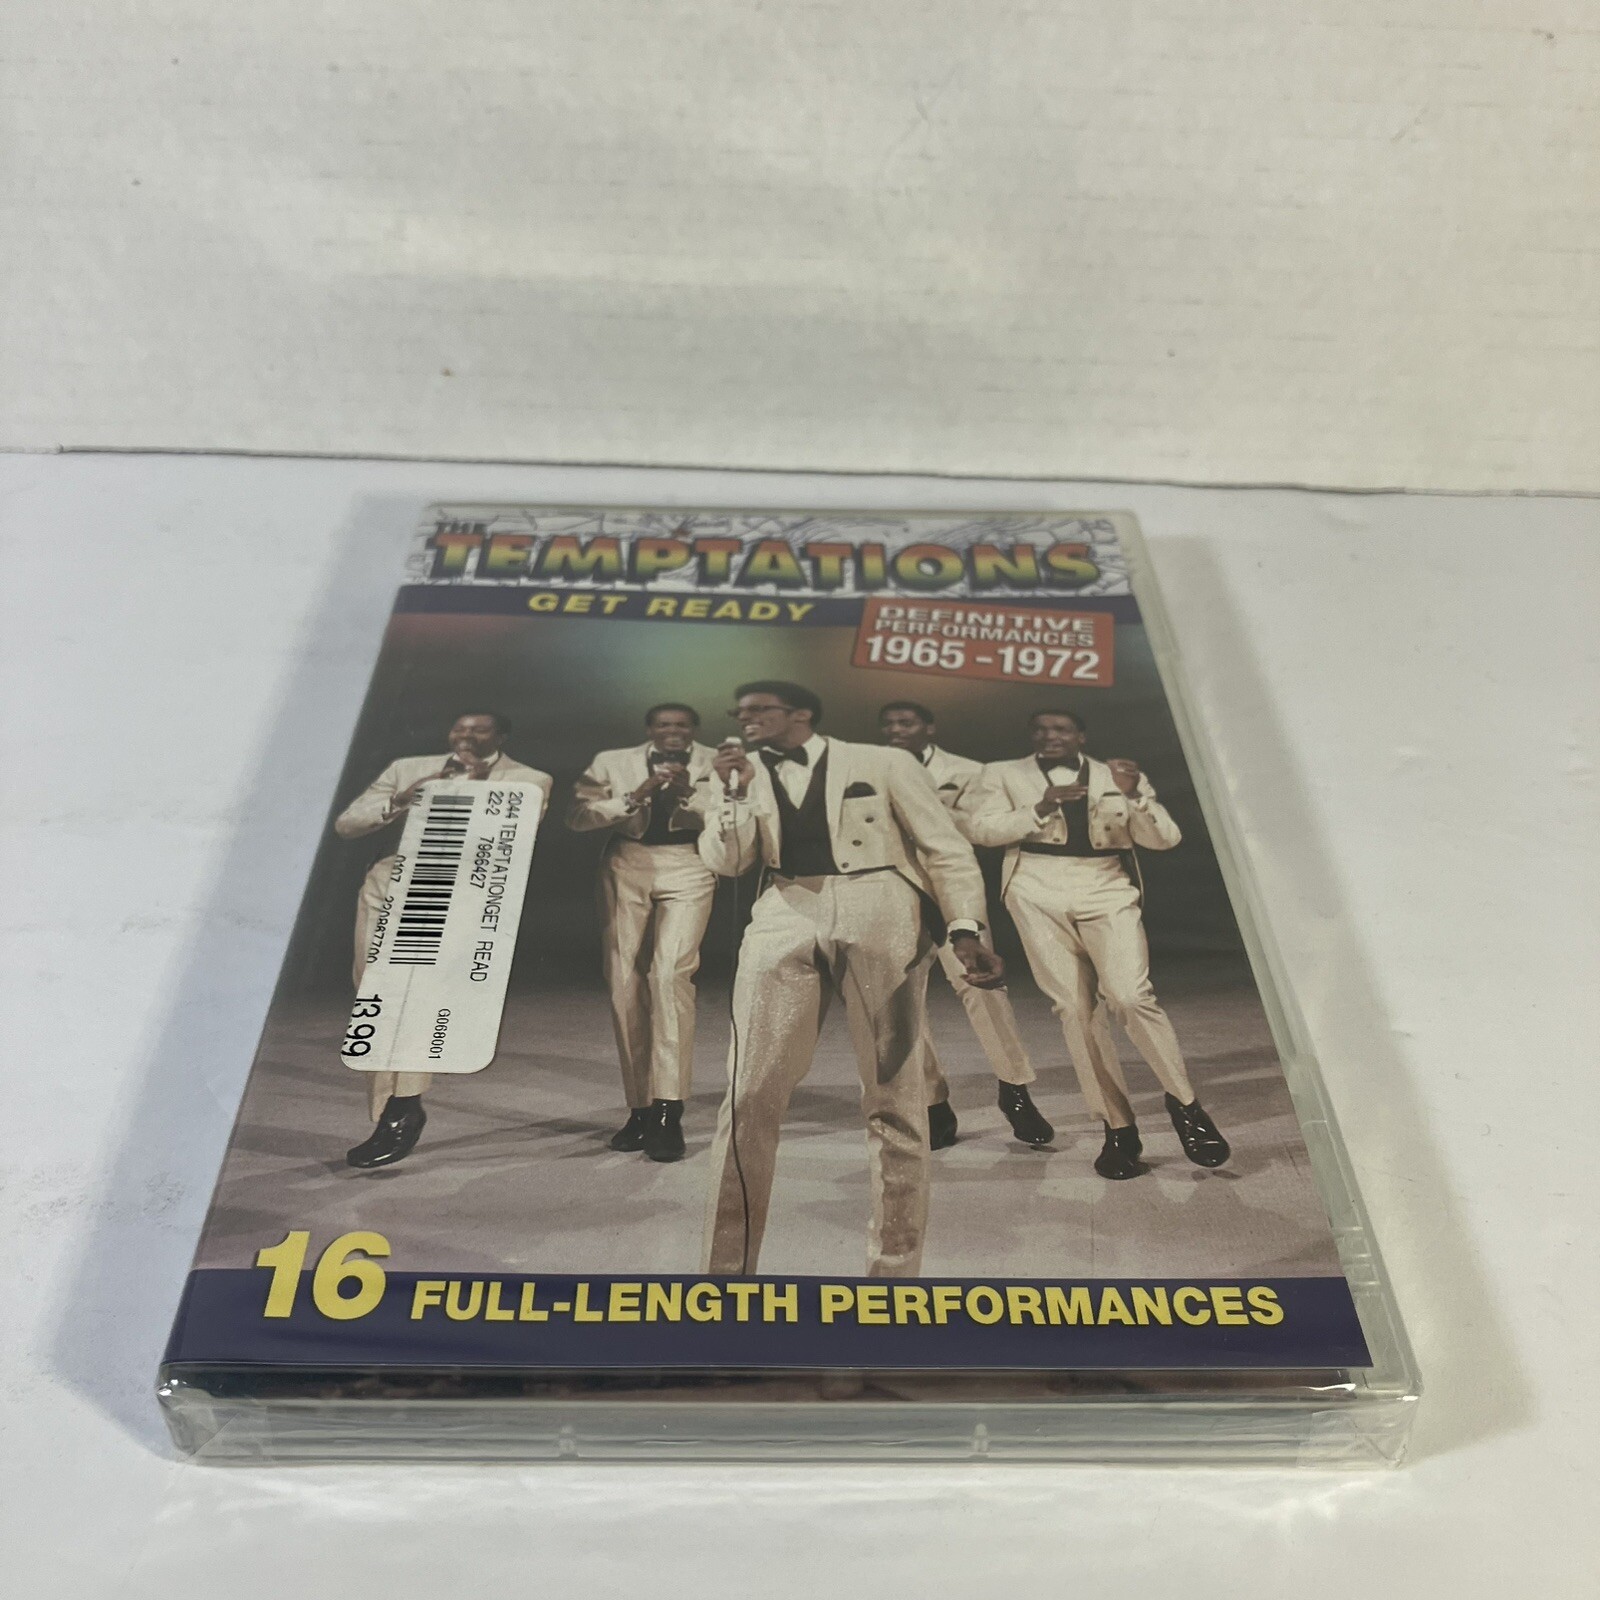 THE
TEMPTATIONS
GET READY
DEFINITIVE
PERFORMANCES
1965-1972
2044 TEMPTATIONGET READ
22-2 7966427
0107
G068001
13.99
16 FULL-LENGTH PERFORMANCES